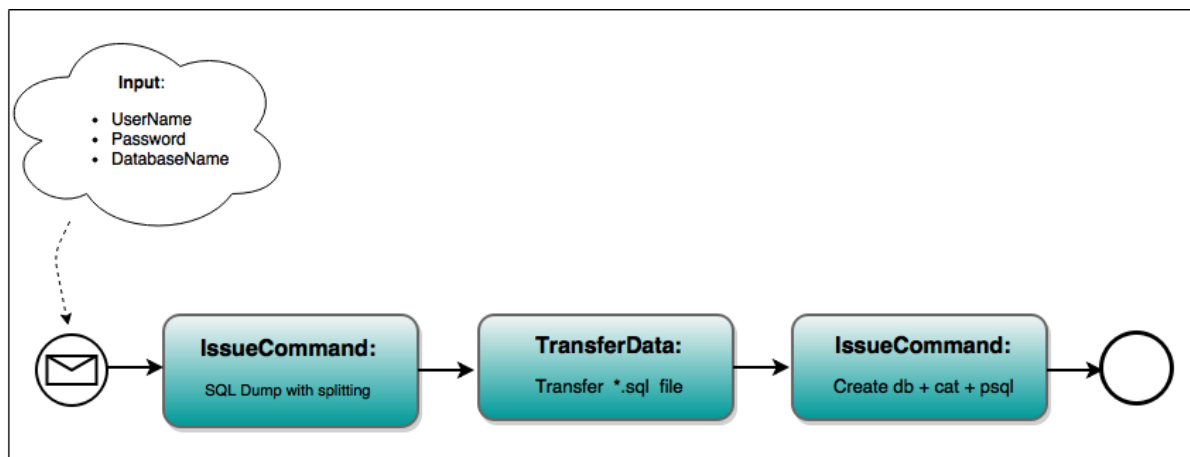 Input:
• UserName
• Password
• DatabaseName
IssueCommand:
SQL Dump with splitting
TransferData:
Transfer *.sql file
IssueCommand:
Create db + cat + psql